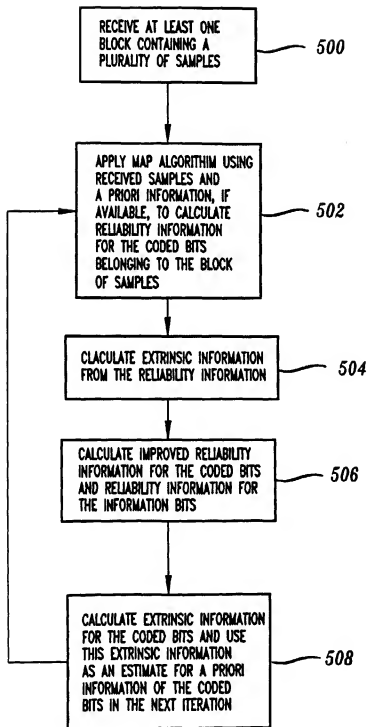 RECEIVE AT LEAST ONE
BLOCK CONTAINING A
PLURALITY OF SAMPLES
500
APPLY MAP ALGORITHIM USING
RECEIVED SAMPLES AND
A PRIORI INFORMATION, IF
AVAILABLE, TO CALCULATE
RELIABILITY INFORMATION
FOR THE CODED BITS
BELONGING TO THE BLOCK
OF SAMPLES
502
CLACULATE EXTRINSIC INFORMATION
FROM THE RELIABILITY INFORMATION
504
CALCULATE IMPROVED RELIABILITY
INFORMATION FOR THE CODED BITS
AND RELIABILITY INFORMATION FOR
THE INFORMATION BITS
506
CALCULATE EXTRINSIC INFORMATION
FOR THE CODED BITS AND USE
THIS EXTRINSIC INFORMATION
AS AN ESTIMATE FOR A PRIORI
INFORMATION OF THE CODED
BITS IN THE NEXT ITERATION
508